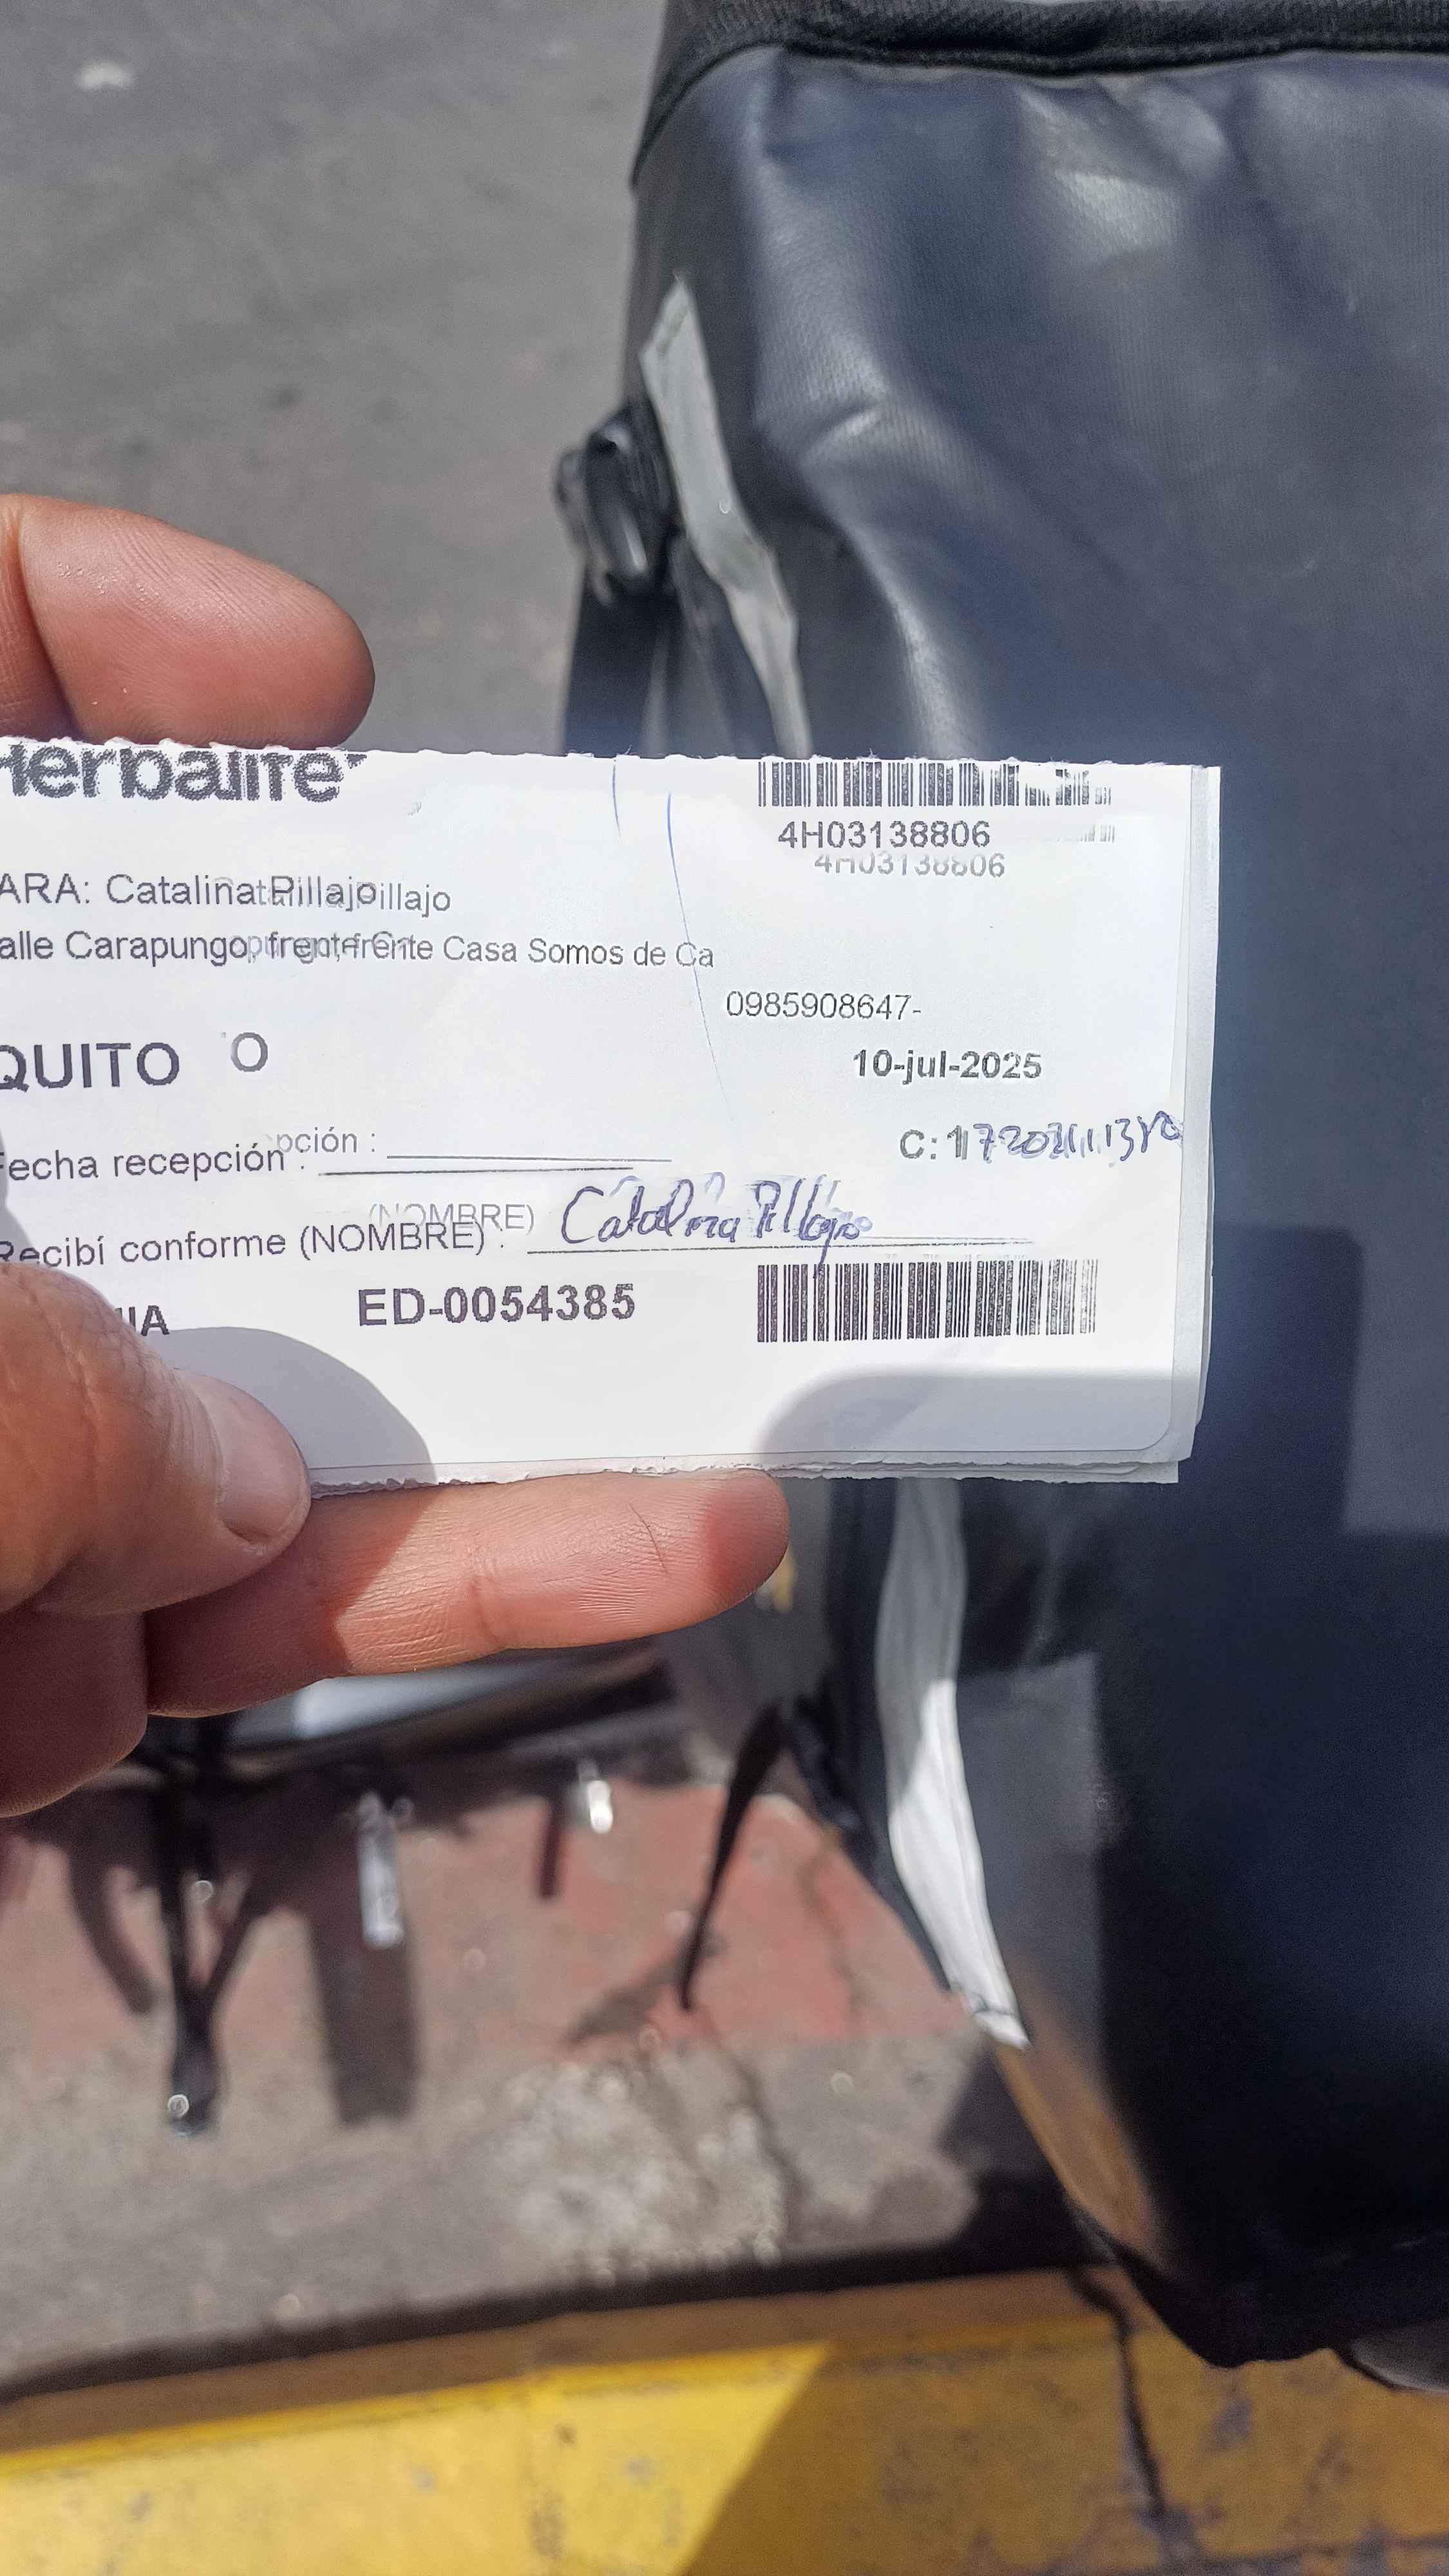 Herbalife
4H03138806
4H03138806
ARA: Catalina Pillajo
alle Carapungo, frente Casa Somos de Ca
0985908647-
QUITO O
10-jul-2025
Fecha recepción :
C:
Recibí conforme (NOMBRE) : Catalina Pillajo
IA ED-0054385